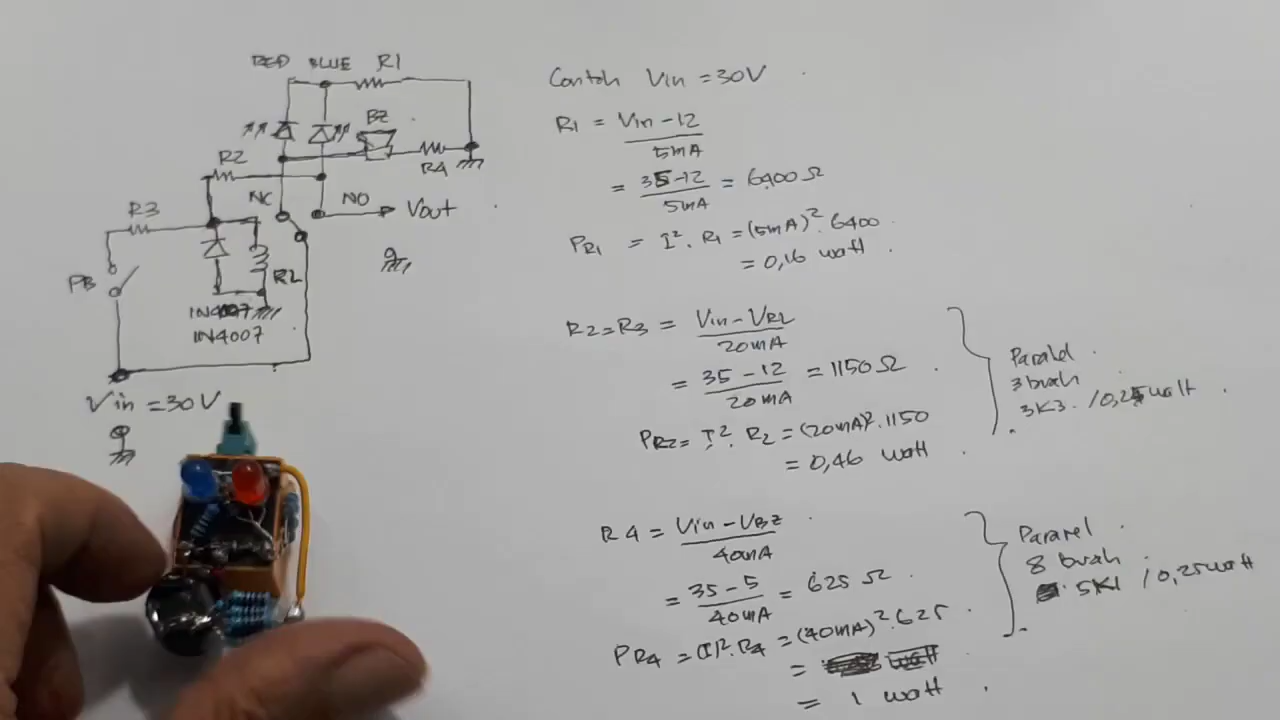 RED BLUE R1
BZ
R2
R4
NC
NO
Vout
R3
PB
RL
1N4007
1N4007
Vin = 30V
Contoh Vin = 30V
R1 = Vin - 12
5mA
= 35 - 12 = 6400 Ω
5mA
PR1 = I². R1 = (5mA)². 6400
= 0,16 watt
R2 = R3 = Vin - VRL
20mA
= 35 - 12 = 1150 Ω
20mA
PR2 = I². R2 = (20mA)². 1150
= 0,46 watt
Pararel
3 buah
3K3 / 0,25 watt
R4 = Vin - VBZ
40mA
= 35 - 5 = 625 Ω
40mA
PR4 = I². R4 = (40mA)². 625
= watt
= 1 watt
Pararel
8 buah
5K1 / 0,25 watt